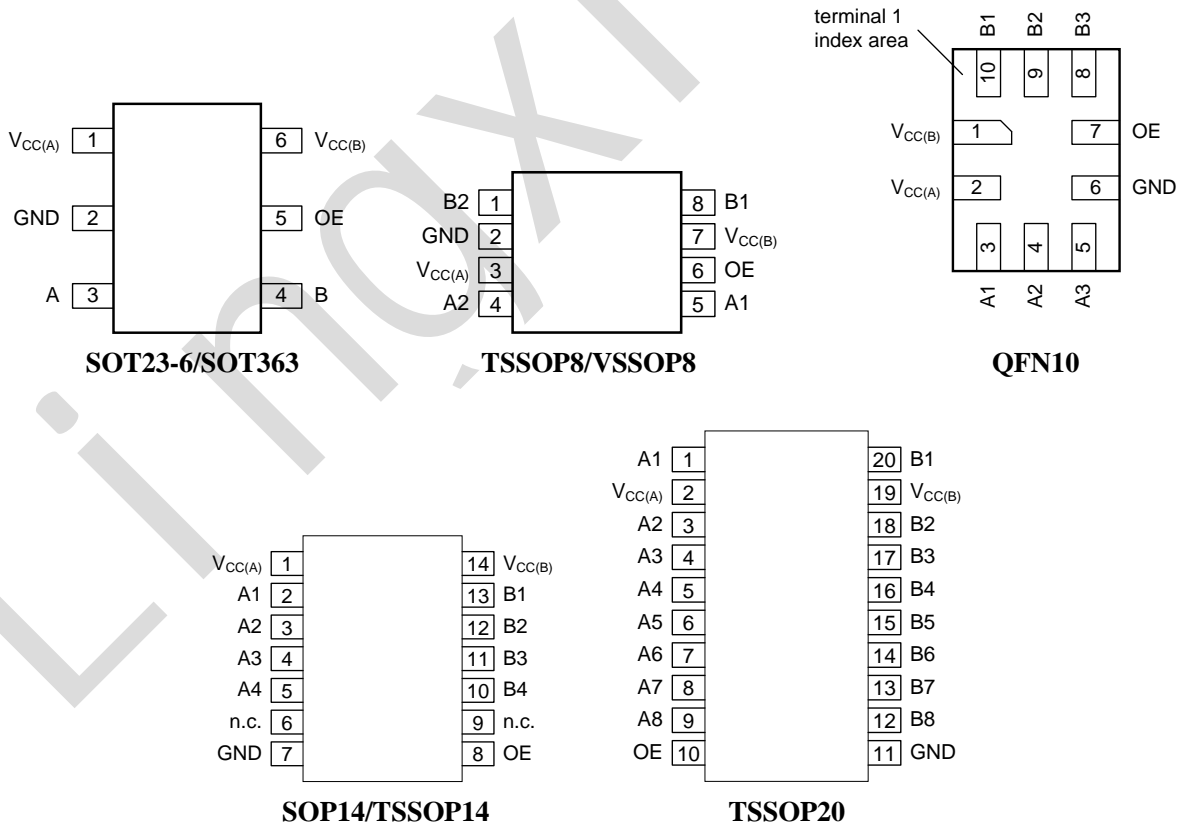 terminal 1
index area
B1 B2 B3
10 9 8
VCC(B) 1 7 OE
VCC(A) 2 6 GND
3 4 5
A1 A2 A3
QFN10
VCC(A) 1 6 VCC(B)
GND 2 5 OE
A 3 4 B
SOT23-6/SOT363
B2 1 8 B1
GND 2 7 VCC(B)
VCC(A) 3 6 OE
A2 4 5 A1
TSSOP8/VSSOP8
VCC(A) 1 14 VCC(B)
A1 2 13 B1
A2 3 12 B2
A3 4 11 B3
A4 5 10 B4
n.c. 6 9 n.c.
GND 7 8 OE
SOP14/TSSOP14
A1 1 20 B1
VCC(A) 2 19 VCC(B)
A2 3 18 B2
A3 4 17 B3
A4 5 16 B4
A5 6 15 B5
A6 7 14 B6
A7 8 13 B7
A8 9 12 B8
OE 10 11 GND
TSSOP20